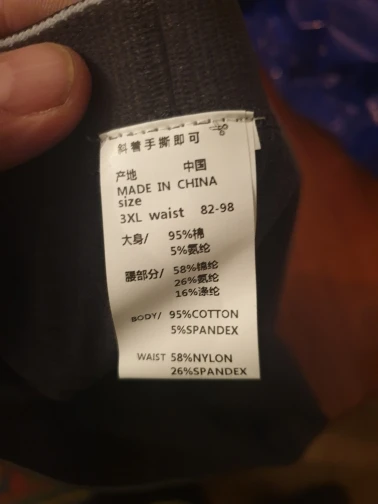 斜着手撕即可
产地 中国
MADE IN CHINA
size
3XL waist 82-98
大身/ 95%棉
5%氨纶
腰部分/ 58%棉纶
26%氨纶
16%涤纶
BODY/ 95%COTTON
5%SPANDEX
WAIST 58%NYLON
26%SPANDEX